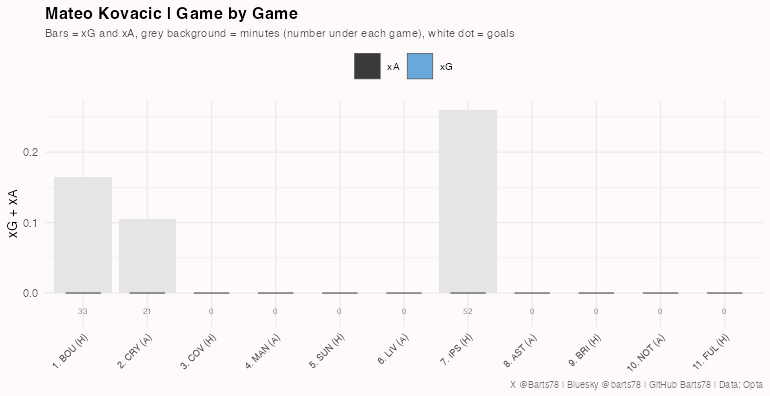 Mateo Kovacic | Game by Game
Bars = xG and xA, grey background = minutes (number under each game), white dot = goals
xA xG
xG + xA
0.2
0.1
0.0
33 21 0 0 0 0 52 0 0 0 0
1. BOU (H) 2. CRY (A) 3. COV (H) 4. MAN (A) 5. SUN (H) 6. LIV (A) 7. IPS (H) 8. AST (A) 9. BRI (H) 10. NOT (A) 11. FUL (H)
X @Barts78 | Bluesky @barts78 | GitHub Barts78 | Data: Opta